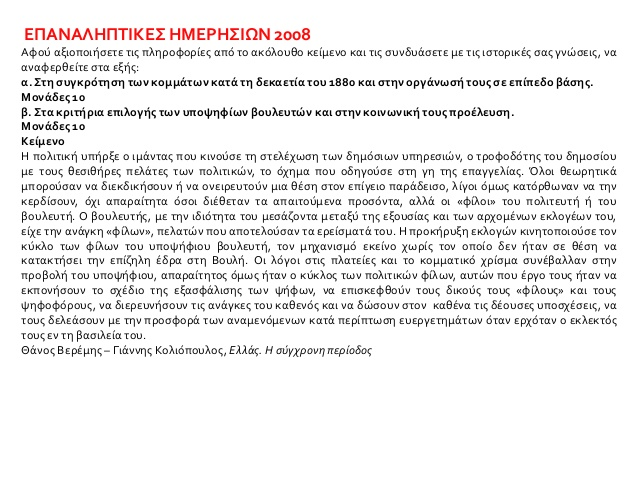 ΕΠΑΝΑΛΗΠΤΙΚΕΣ ΗΜΕΡΗΣΙΩΝ 2008
Αφού αξιοποιήσετε τις πληροφορίες από το ακόλουθο κείμενο και τις συνδυάσετε με τις ιστορικές σας γνώσεις, να
αναφερθείτε στα εξής:
α. Στη συγκρότηση των κομμάτων κατά τη δεκαετία του 1880 και στην οργάνωσή τους σε επίπεδο βάσης.
Μονάδες 10
β. Στα κριτήρια επιλογής των υποψηφίων βουλευτών και στην κοινωνική τους προέλευση.
Μονάδες 10
Κείμενο
Η πολιτική υπήρξε ο ιμάντας που κινούσε τη στελέχωση των δημόσιων υπηρεσιών, ο τροφοδότης του δημοσίου
με τους θεσιθήρες πελάτες των πολιτικών, το όχημα που οδηγούσε στη γη της επαγγελίας. Όλοι θεωρητικά
μπορούσαν να διεκδικήσουν ή να ονειρευτούν μια θέση στον επίγειο παράδεισο, λίγοι όμως κατόρθωναν να την
κερδίσουν, όχι απαραίτητα όσοι διέθεταν τα απαιτούμενα προσόντα, αλλά οι «φίλοι» του πολιτευτή ή του
βουλευτή. Ο βουλευτής, με την ιδιότητα του μεσάζοντα μεταξύ της εξουσίας και των αρχομένων εκλογέων του,
είχε την ανάγκη «φίλων», πελατών που αποτελούσαν τα ερείσματά του. Η προκήρυξη εκλογών κινητοποιούσε τον
κύκλο των φίλων του υποψήφιου βουλευτή, τον μηχανισμό εκείνο χωρίς τον οποίο δεν ήταν σε θέση να
κατακτήσει την επίζηλη έδρα στη Βουλή. Οι λόγοι στις πλατείες και το κομματικό χρίσμα συνέβαλλαν στην
προβολή του υποψήφιου, απαραίτητος όμως ήταν ο κύκλος των πολιτικών φίλων, αυτών που έργο τους ήταν να
εκπονήσουν το σχέδιο της εξασφάλισης των ψήφων, να επισκεφθούν τους δικούς τους «φίλους» και τους
ψηφοφόρους, να διερευνήσουν τις ανάγκες του καθενός και να δώσουν στον καθένα τις δέουσες υποσχέσεις, να
τους δελεάσουν με την προσφορά των αναμενόμενων κατά περίπτωση ευεργετημάτων όταν ερχόταν ο εκλεκτός
τους εν τη βασιλεία του.
Θάνος Βερέμης – Γιάννης Κολιόπουλος, Ελλάς. Η σύγχρονη περίοδος